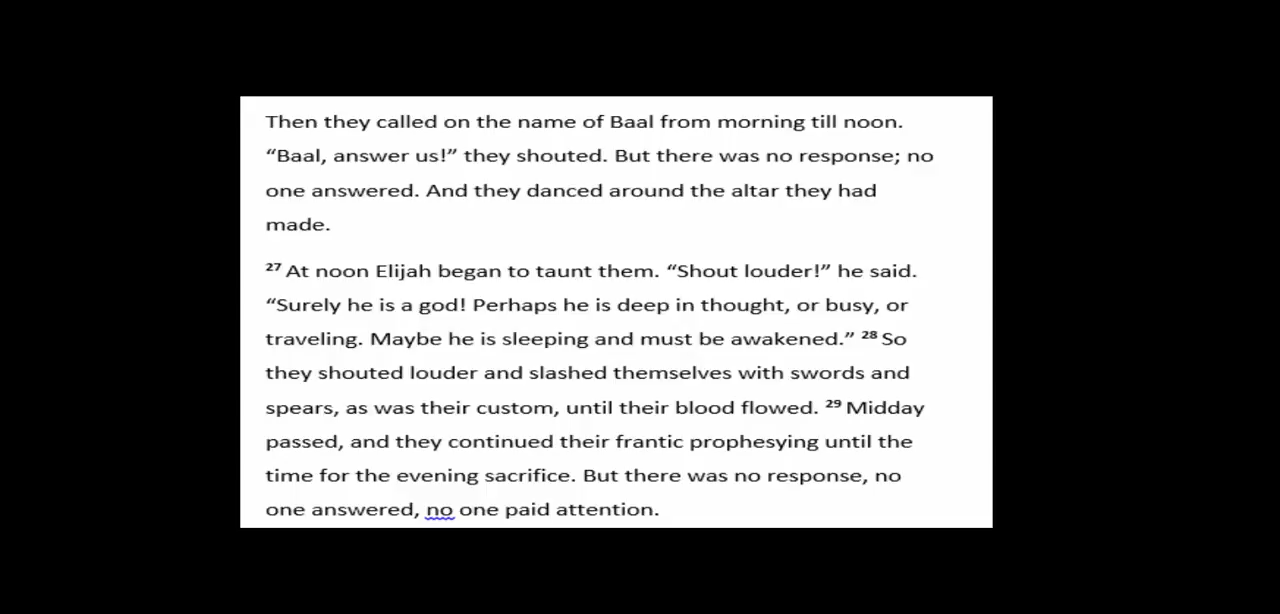 Then they called on the name of Baal from morning till noon.
“Baal, answer us!” they shouted. But there was no response; no
one answered. And they danced around the altar they had
made.
27 At noon Elijah began to taunt them. “Shout louder!” he said.
“Surely he is a god! Perhaps he is deep in thought, or busy, or
traveling. Maybe he is sleeping and must be awakened.” 28 So
they shouted louder and slashed themselves with swords and
spears, as was their custom, until their blood flowed. 29 Midday
passed, and they continued their frantic prophesying until the
time for the evening sacrifice. But there was no response, no
one answered, no one paid attention.